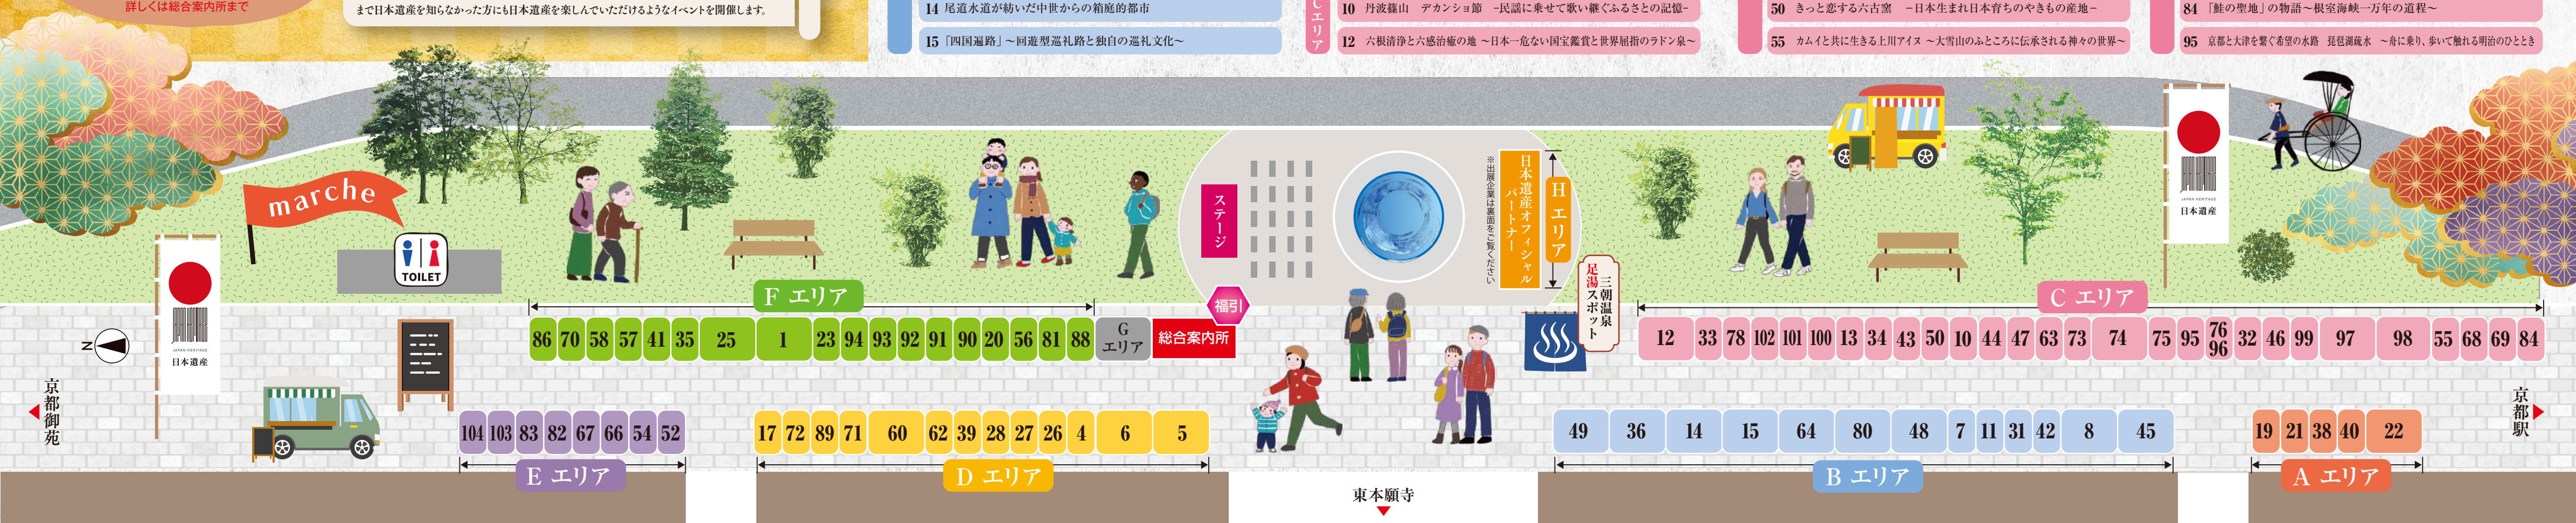 詳しくは総合案内所まで
まで日本遺産を知らなかった方にも日本遺産を楽しんでいただけるようなイベントを開催します。
14 尾道水道が紡いだ中世からの箱庭的都市
15 「四国遍路」～回遊型巡礼路と独自の巡礼文化～
Cエリア
10 丹波篠山 デカンショ節 -民謡に乗せて歌い継ぐふるさとの記憶-
12 六根清浄と六感治癒の地 ～日本一危ない国宝鑑賞と世界屈指のラドン泉～
50 きっと恋する六古窯 －日本生まれ日本育ちのやきもの産地－
55 カムイと共に生きる上川アイヌ ～大雪山のふところに伝承される神々の世界～
84 「鮭の聖地」の物語～根室海峡一万年の道程～
95 京都と大津を繋ぐ希望の水路 琵琶湖疏水 ～舟に乗り、歩いて触れる明治のひととき
marche
TOILET
JAPAN HERITAGE
日本遺産
N
京都御苑
ステージ
※出展企業は裏面をご覧ください
日本遺産オフィシャル
パートナー
H エリア
三朝温泉
足湯スポット
JAPAN HERITAGE
日本遺産
F エリア
86 70 58 57 41 35 25 1 23 94 93 92 91 90 20 56 81 88
G
エリア
総合案内所
福引
C エリア
12 33 78 102 101 100 13 34 43 50 10 44 47 63 73 74 75 95 76 96 32 46 99 97 98 55 68 69 84
京都駅
104 103 83 82 67 66 54 52
E エリア
17 72 89 71 60 62 39 28 27 26 4 6 5
D エリア
東本願寺
49 36 14 15 64 80 48 7 11 31 42 8 45
B エリア
19 21 38 40 22
A エリア